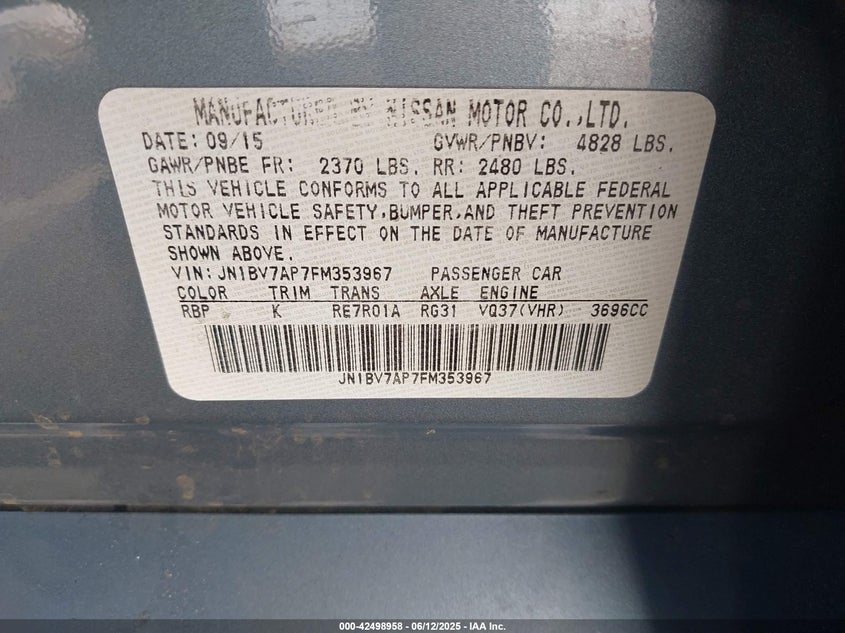 MANUFACTURED BY NISSAN MOTOR CO.,LTD.
DATE: 09/15 GVWR/PNBV: 4828 LBS.
GAWR/PNBE FR: 2370 LBS. RR: 2480 LBS.
THIS VEHICLE CONFORMS TO ALL APPLICABLE FEDERAL
MOTOR VEHICLE SAFETY,BUMPER,AND THEFT PREVENTION
STANDARDS IN EFFECT ON THE DATE OF MANUFACTURE
SHOWN ABOVE.
VIN: JN1BV7AP7FM353967 PASSENGER CAR
COLOR TRIM TRANS AXLE ENGINE
RBP K RE7R01A RG31 VQ37(VHR) 3696CC
JN1BV7AP7FM353967
000-42498958 - 06/12/2025 - IAA Inc.